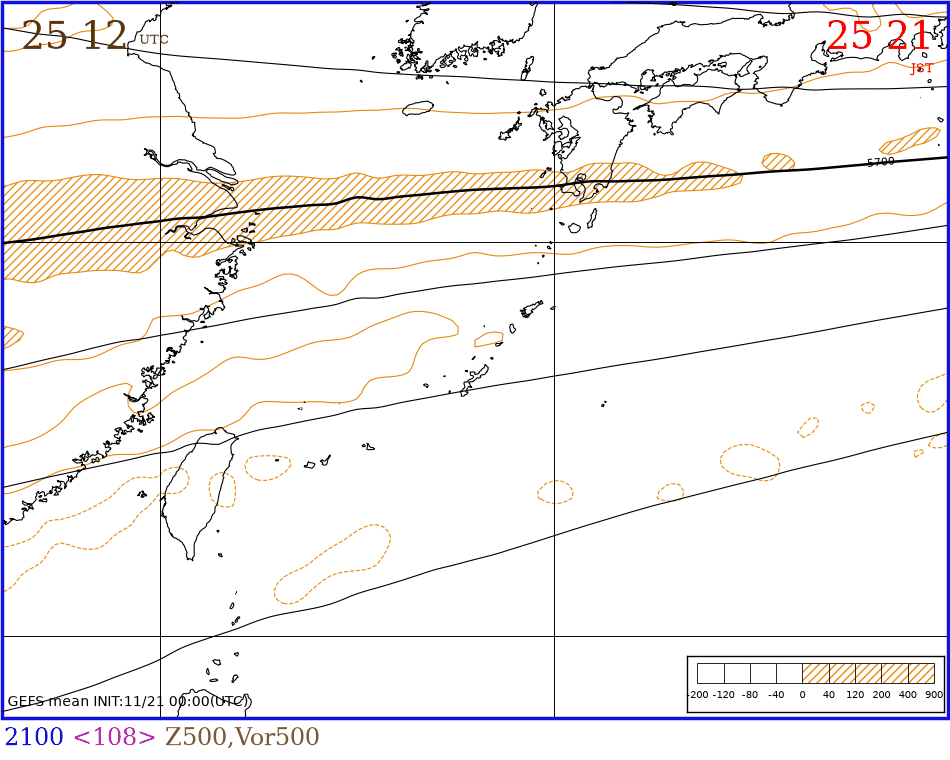 25 12 UTC
25 21
JST
5700
-200 -120 -80 -40 0 40 120 200 400 900
GEFS mean INIT:11/21 00:00(UTC)
2100 <108> Z500,Vor500